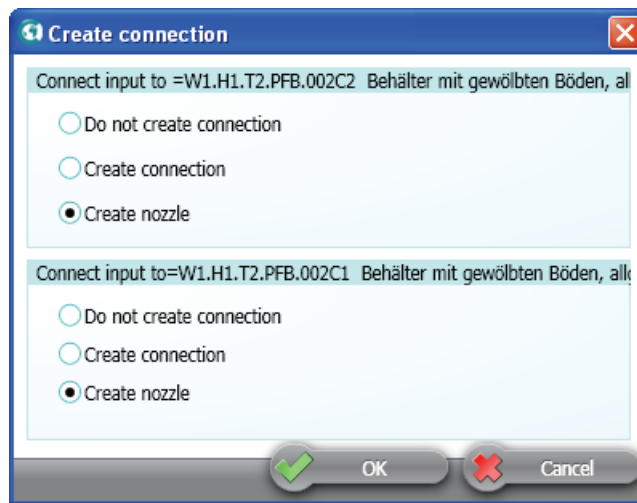 Create connection
Connect input to =W1.H1.T2.PFB.002C2 Behälter mit gewölbten Böden, al
Do not create connection
Create connection
Create nozzle
Connect input to=W1.H1.T2.PFB.002C1 Behälter mit gewölbten Böden, allg
Do not create connection
Create connection
Create nozzle
OK Cancel